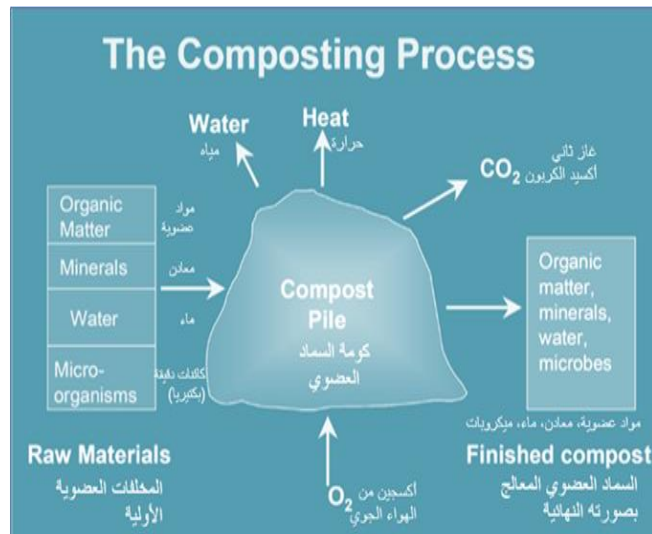 The Composting Process
Water
مياه
Heat
حرارة
CO2
غاز ثاني
أكسيد الكربون
Organic
Matter
مواد
عضوية
Minerals
معادن
Water
ماء
Micro-
organisms
كائنات دقيقة
(بكتيريا)
Raw Materials
المخلفات العضوية
الأولية
Compost
Pile
كومة السماد
العضوي
O2
أكسجين من
الهواء الجوي
Organic
matter,
minerals,
water,
microbes
مواد عضوية، معادن، ماء، ميكروبات
Finished compost
السماد العضوي المعالج
بصورته النهائية